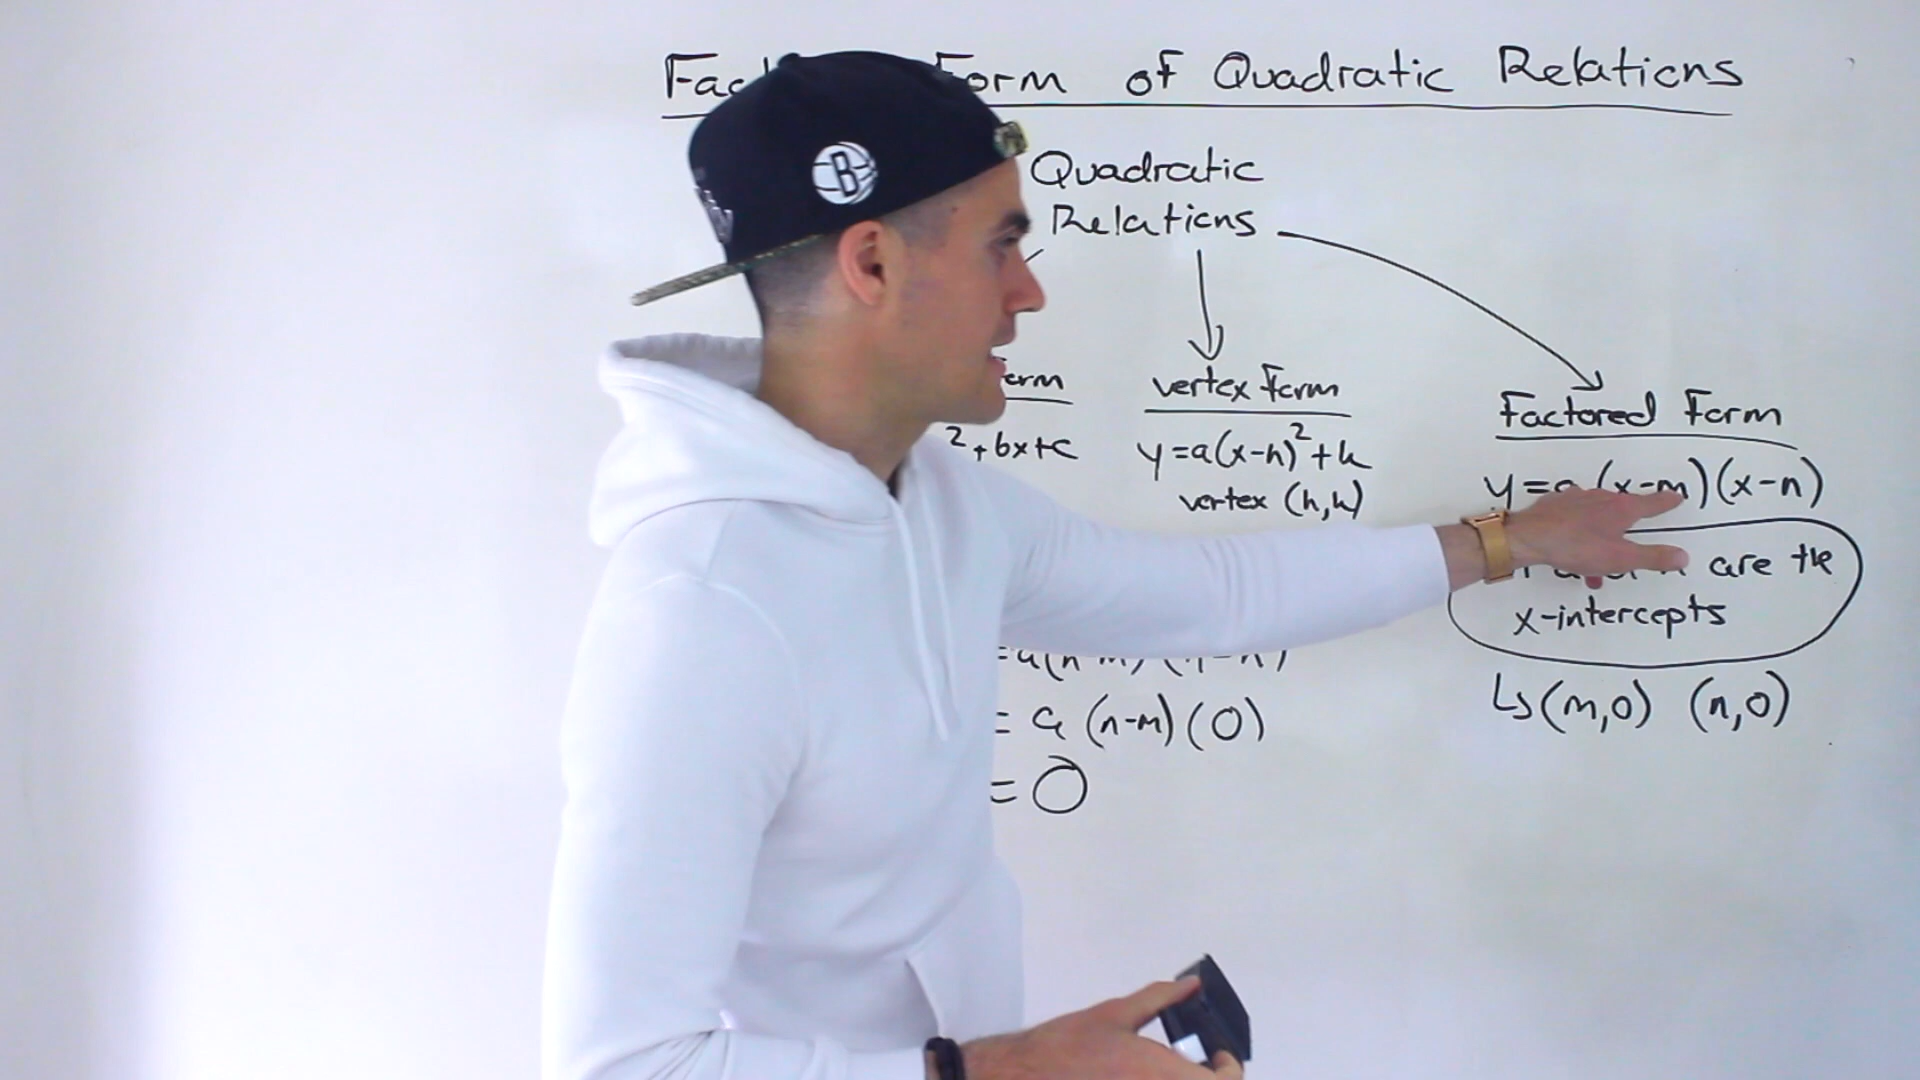 Form of Quadratic Relations
Quadratic
Relations
Form
vertex Form
Factored Form
2+bx+c
y=a(x-h)²+k
y=a(x-m)(x-n)
vertex (h,k)
are the
x-intercepts
= a(n-m)(n-n)
= a (n-m)(0)
= 0
↳(m,0) (n,0)
B